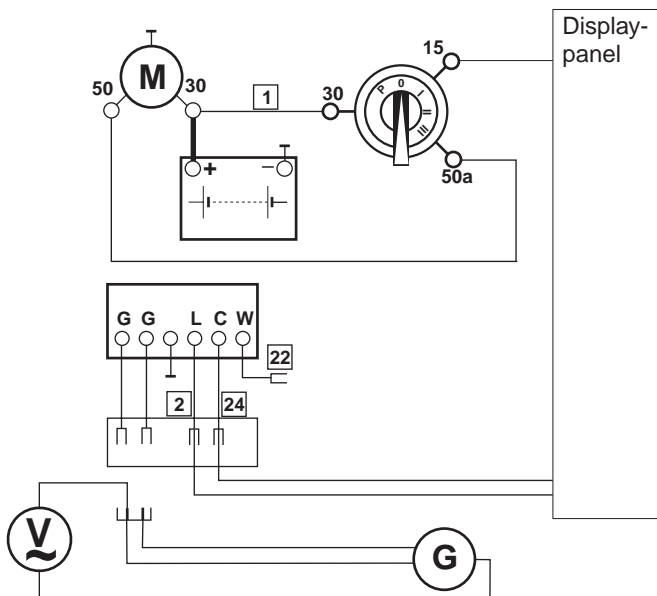 Display-
panel
15
M
50
30
1
30
P 0 I II III
+
–
50a
G G L C W
22
2
24
V
~
G